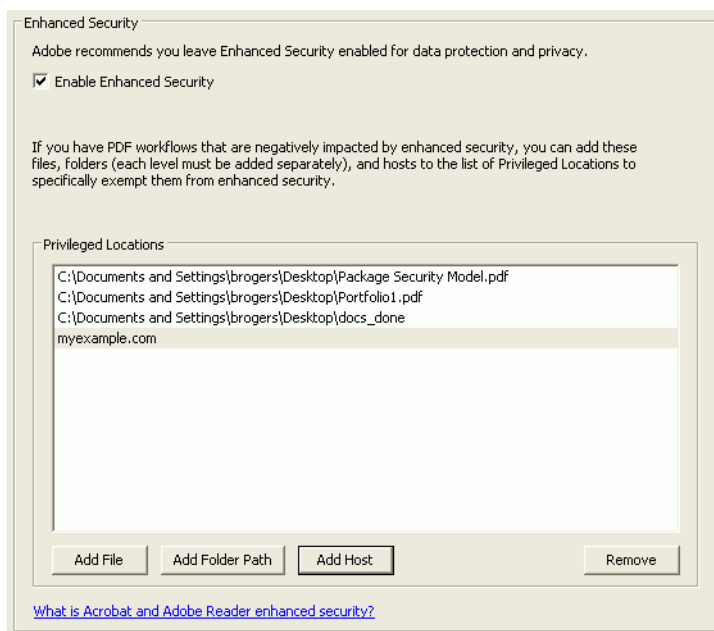 Enhanced Security
Adobe recommends you leave Enhanced Security enabled for data protection and privacy.
Enable Enhanced Security
If you have PDF workflows that are negatively impacted by enhanced security, you can add these
files, folders (each level must be added separately), and hosts to the list of Privileged Locations to
specifically exempt them from enhanced security.
Privileged Locations
C:\Documents and Settings\brogers\Desktop\Package Security Model.pdf
C:\Documents and Settings\brogers\Desktop\Portfolio1.pdf
C:\Documents and Settings\brogers\Desktop\docs_done
myexample.com
Add File Add Folder Path Add Host Remove
What is Acrobat and Adobe Reader enhanced security?